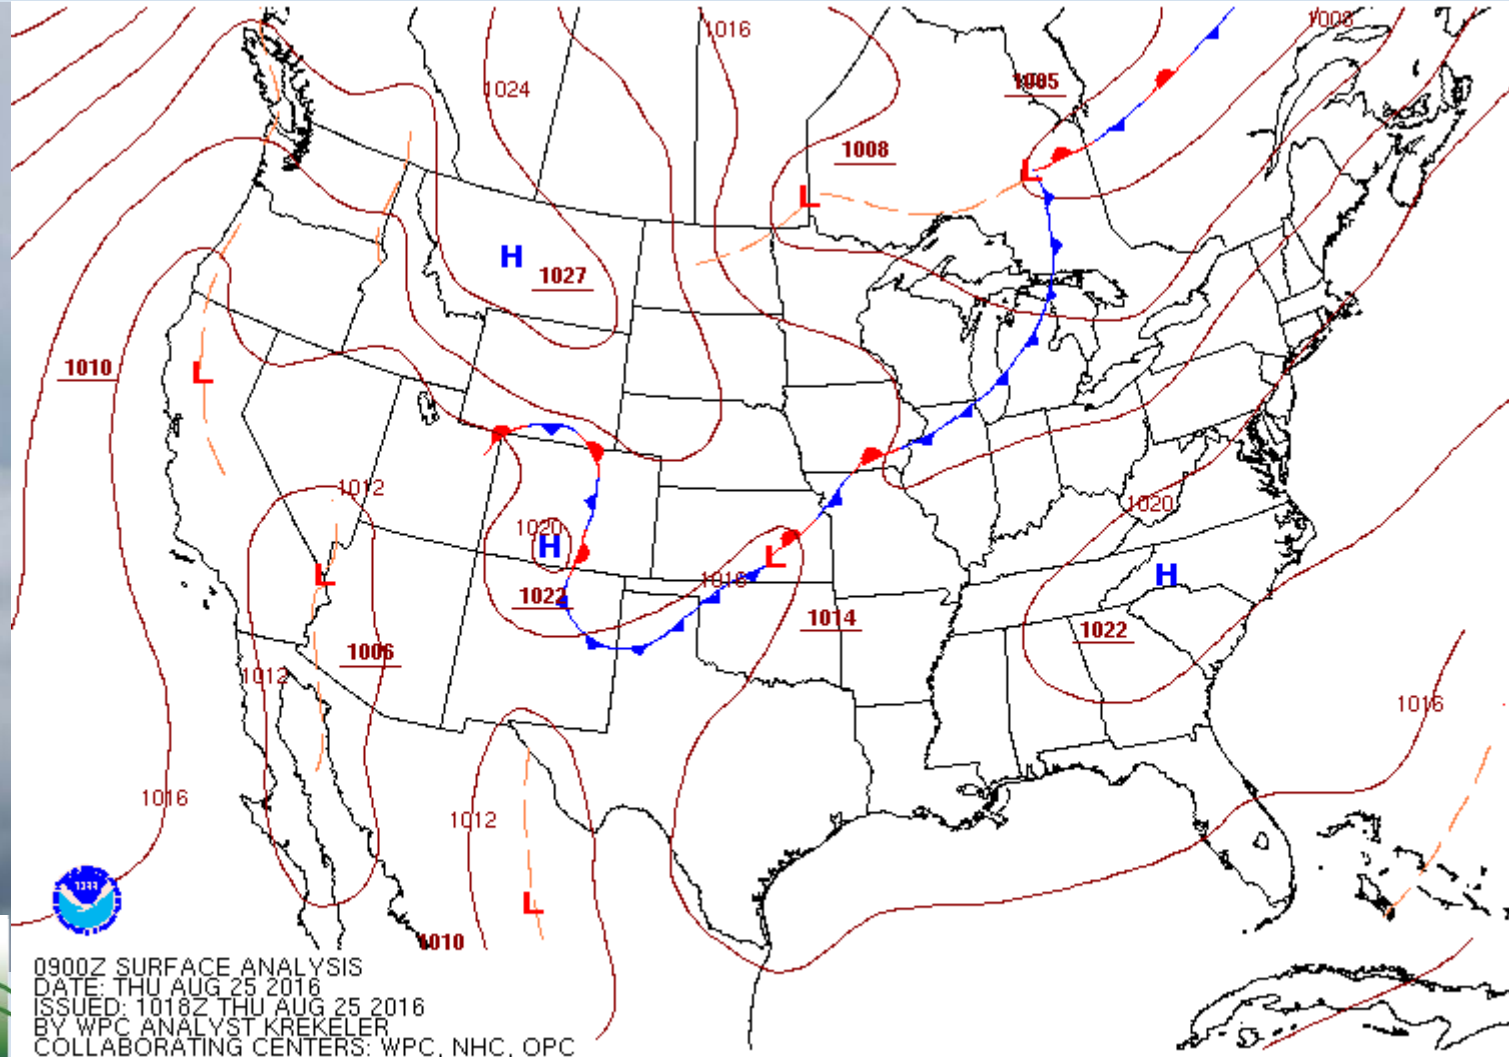 1008
1016
1005
1024
1008
H
L
L
1027
1010
L
1012
1020
H
L
1016
1022
L
1020
H
1014
1022
1006
1012
1016
1016
1012
L
1010
0900Z SURFACE ANALYSIS
DATE: THU AUG 25 2016
ISSUED: 1018Z THU AUG 25 2016
BY WPC ANALYST KREKELER
COLLABORATING CENTERS: WPC, NHC, OPC